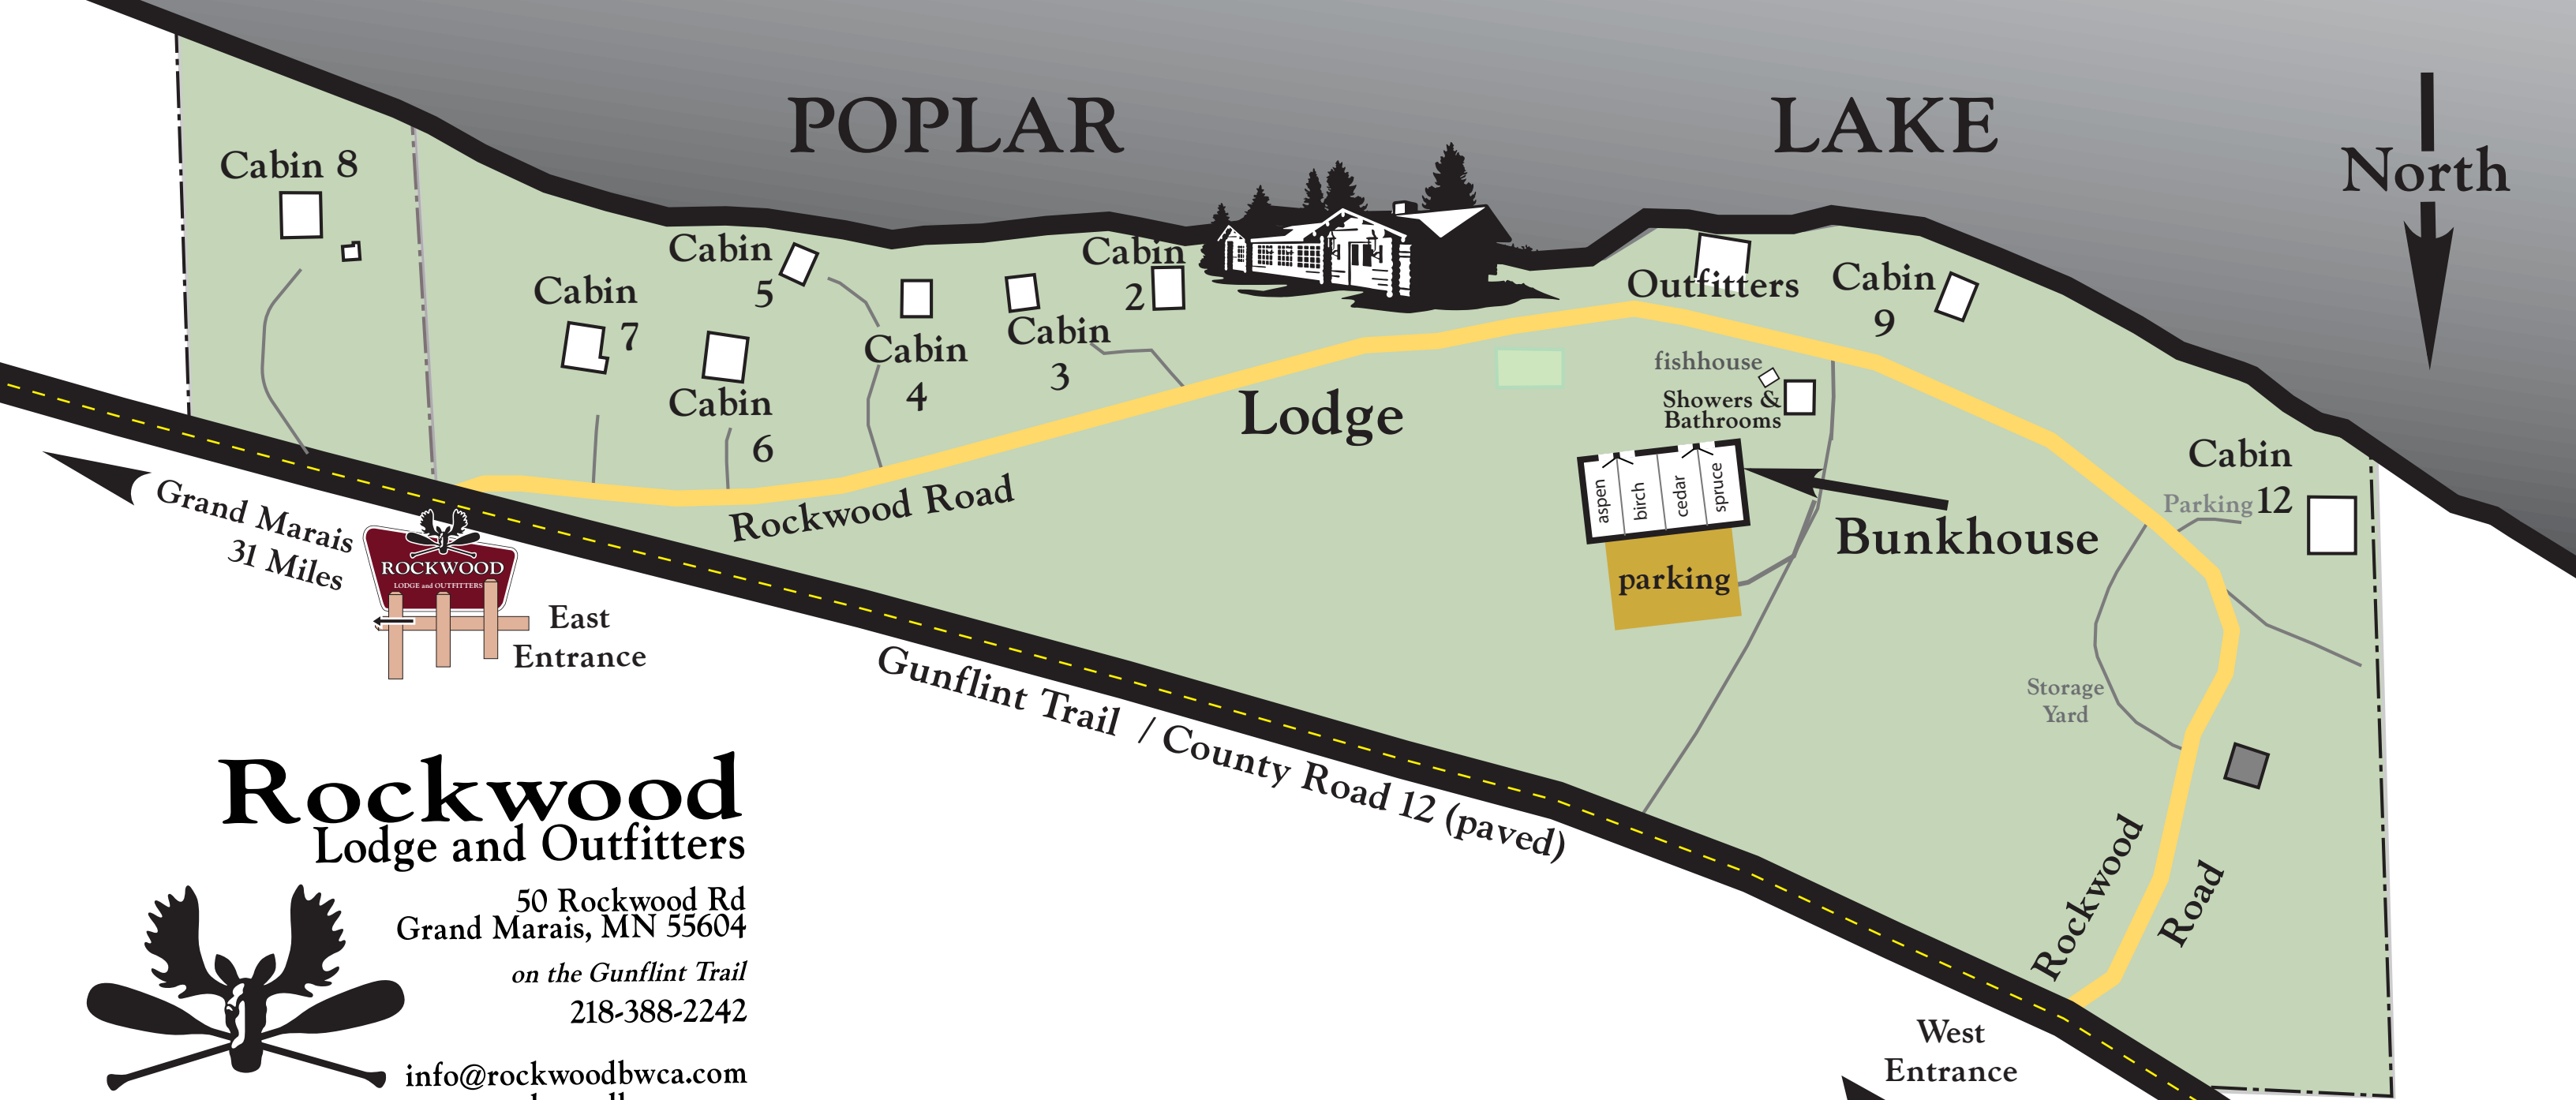 POPLAR LAKE
North
Cabin 8
Cabin
7
Cabin
5
Cabin
6
Cabin
4
Cabin
3
Cabin
2
Lodge
Outfitters
Cabin
9
fishhouse
Showers &
Bathrooms
aspen
birch
cedar
spruce
parking
Bunkhouse
Cabin
12
Parking
Storage
Yard
Rockwood Road
Rockwood
Road
Grand Marais
31 Miles
ROCKWOOD
LODGE and OUTFITTERS
East
Entrance
Gunflint Trail / County Road 12 (paved)
West
Entrance
Rockwood
Lodge and Outfitters
50 Rockwood Rd
Grand Marais, MN 55604
on the Gunflint Trail
218-388-2242
info@rockwoodbwca.com